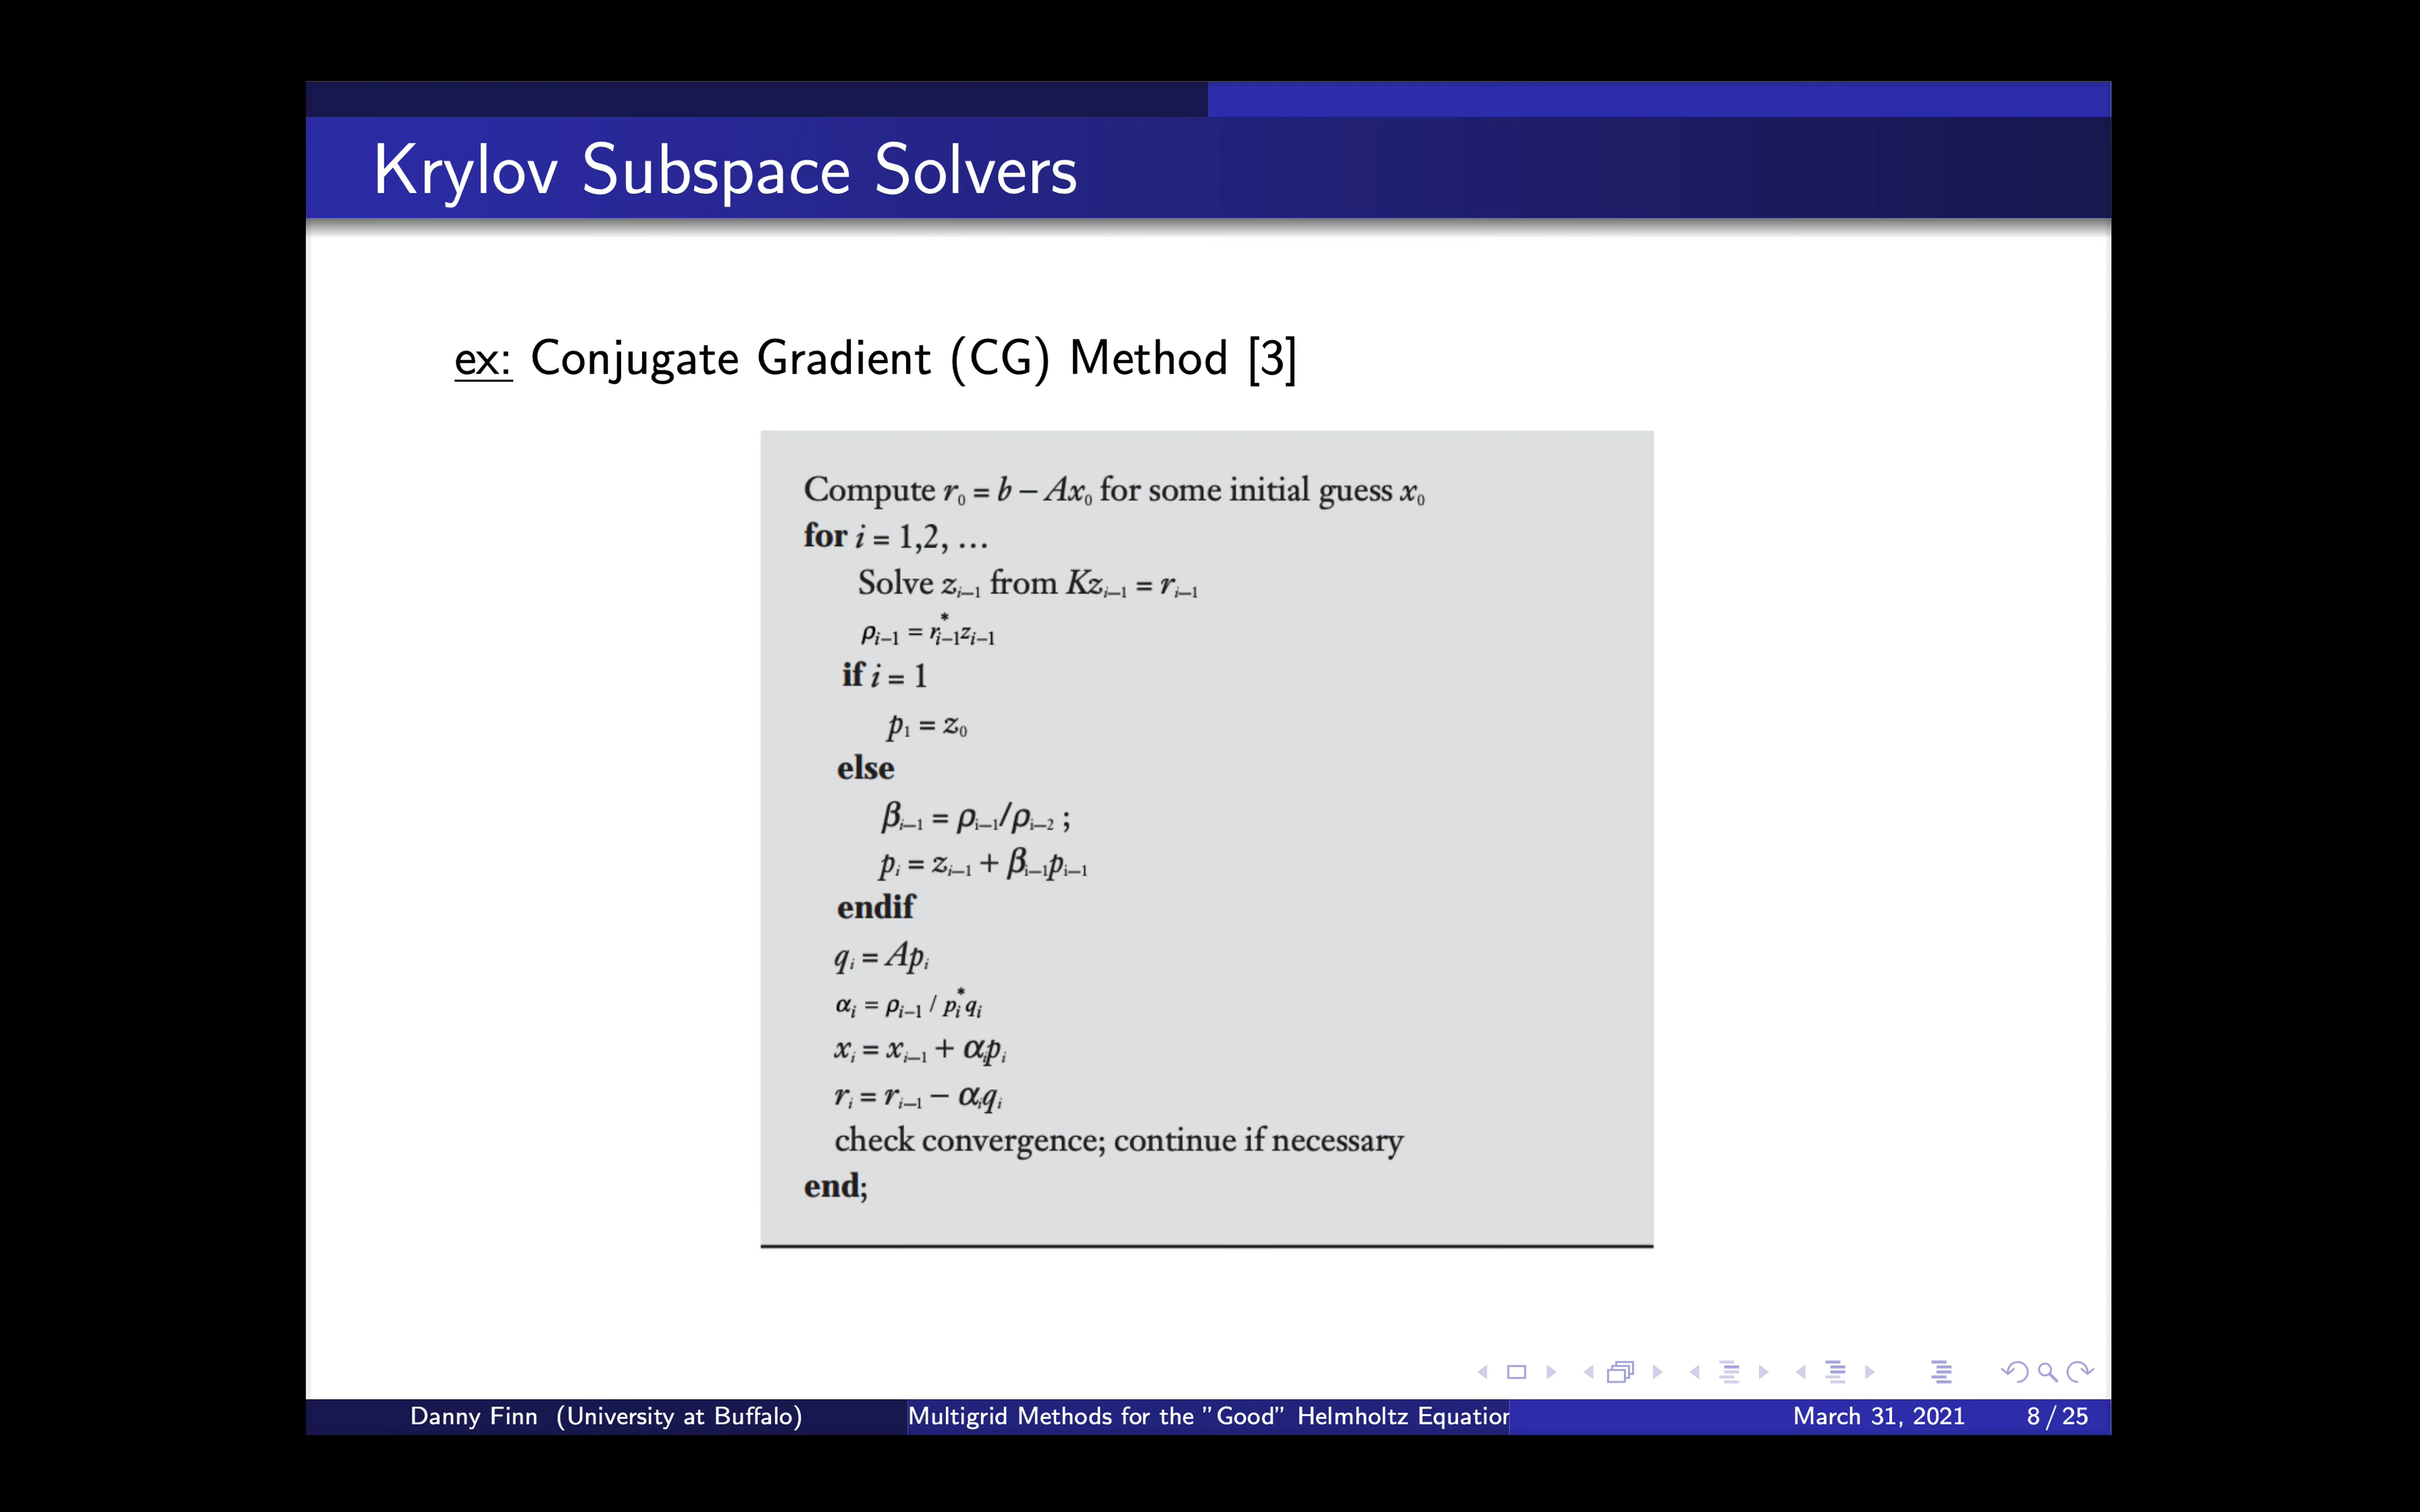 Krylov Subspace Solvers
ex: Conjugate Gradient (CG) Method [3]
Compute r₀ = b – Ax₀ for some initial guess x₀
for i = 1,2, …
Solve zᵢ₋₁ from Kzᵢ₋₁ = rᵢ₋₁
ρᵢ₋₁ = r*ᵢ₋₁zᵢ₋₁
if i = 1
p₁ = z₀
else
βᵢ₋₁ = ρᵢ₋₁/ρᵢ₋₂ ;
pᵢ = zᵢ₋₁ + βᵢ₋₁pᵢ₋₁
endif
qᵢ = Apᵢ
αᵢ = ρᵢ₋₁ / p*ᵢqᵢ
xᵢ = xᵢ₋₁ + αᵢpᵢ
rᵢ = rᵢ₋₁ − αᵢqᵢ
check convergence; continue if necessary
end;
Danny Finn (University at Buffalo) Multigrid Methods for the ”Good” Helmholtz Equation March 31, 2021 8 / 25